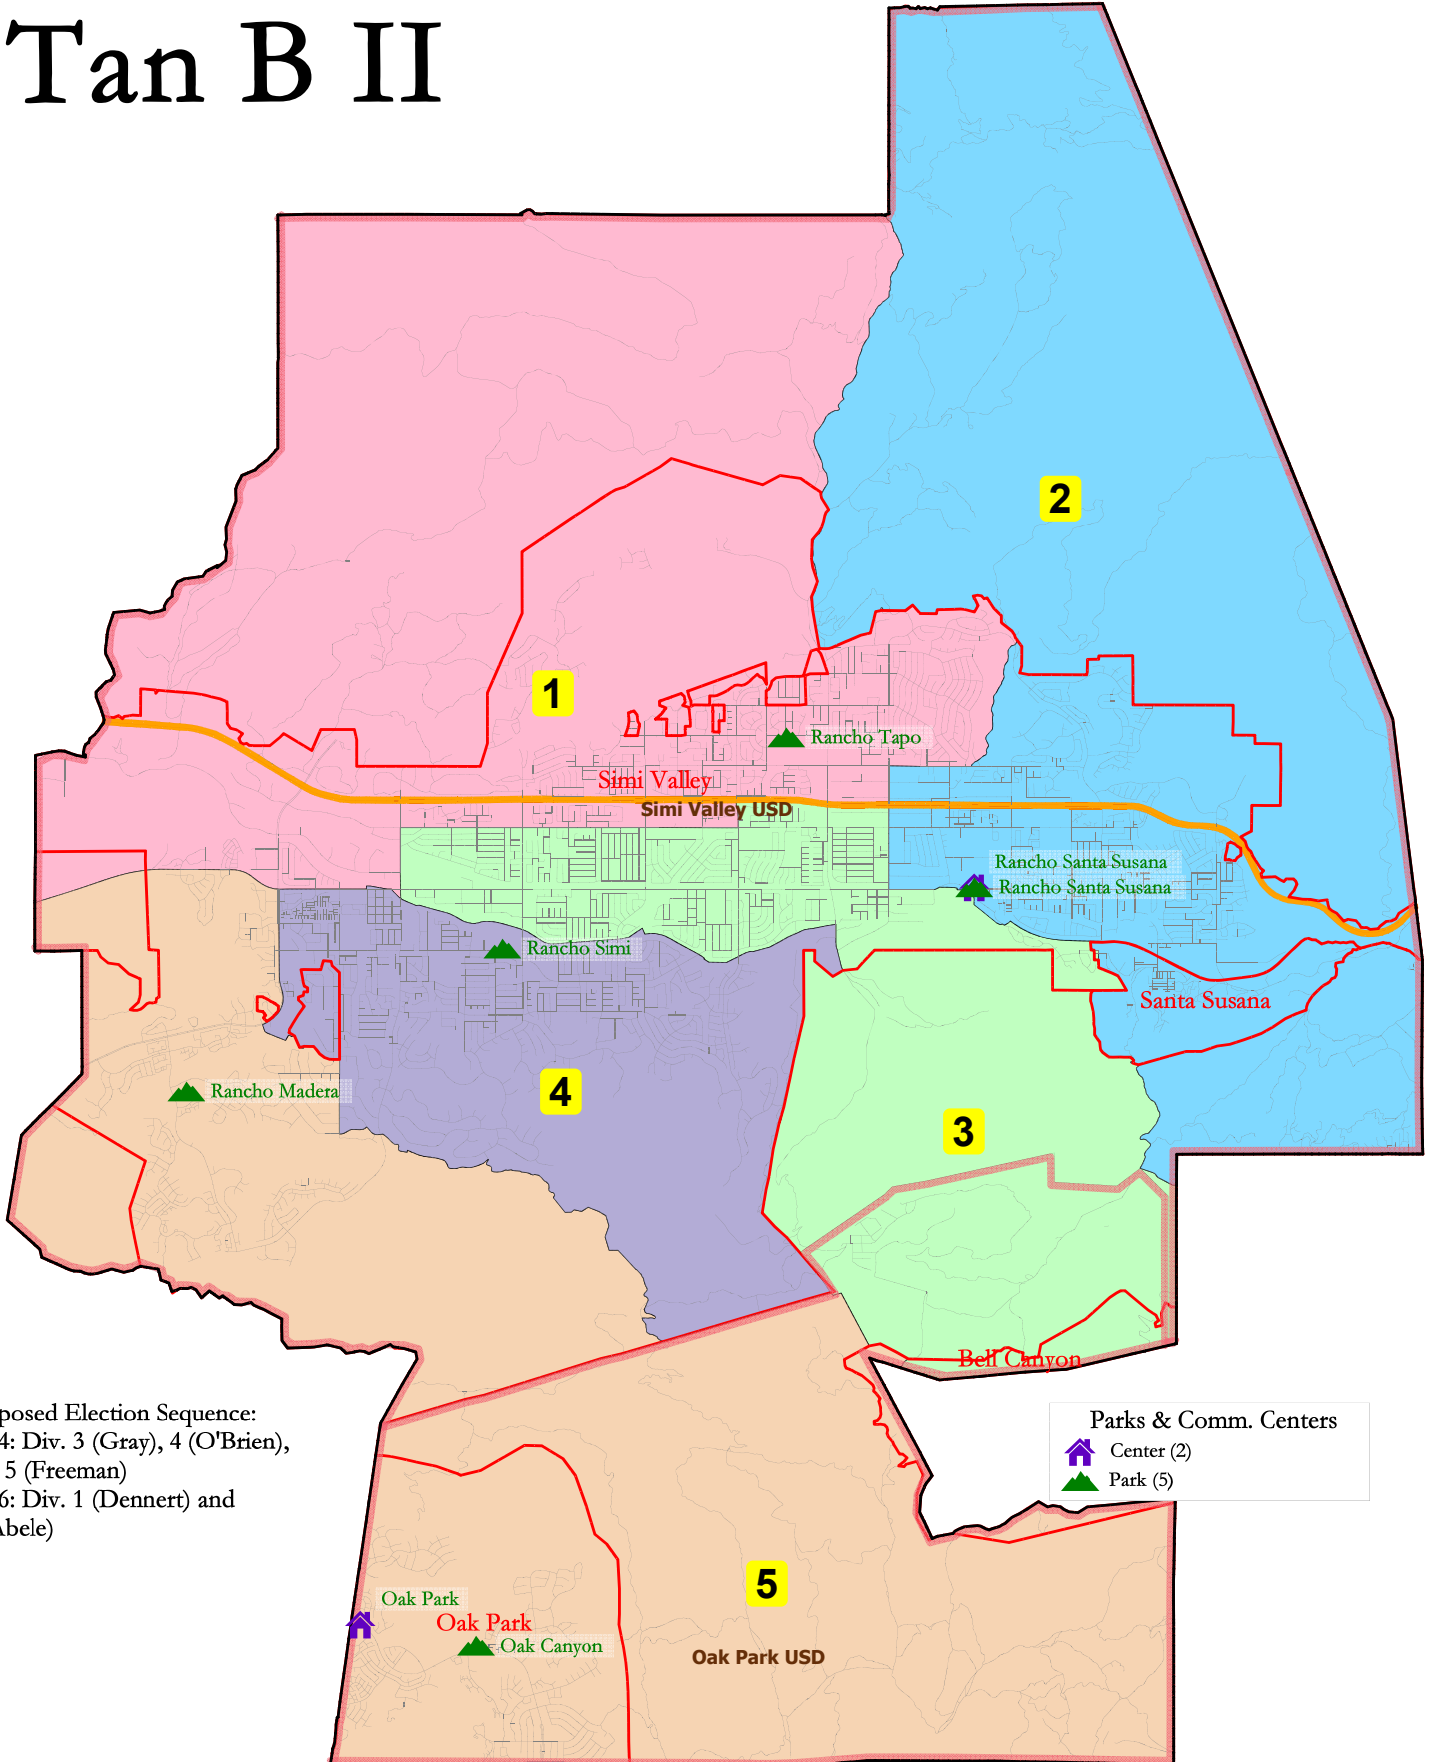 Tan B II
2
1
Rancho Tapo
Simi Valley
Simi Valley USD
Rancho Santa Susana
Rancho Santa Susana
Rancho Simi
Santa Susana
Rancho Madera
4
3
Bell Canyon
posed Election Sequence:
4: Div. 3 (Gray), 4 (O'Brien),
5 (Freeman)
6: Div. 1 (Dennert) and
Abele)
Parks & Comm. Centers
Center (2)
Park (5)
5
Oak Park
Oak Park
Oak Canyon
Oak Park USD